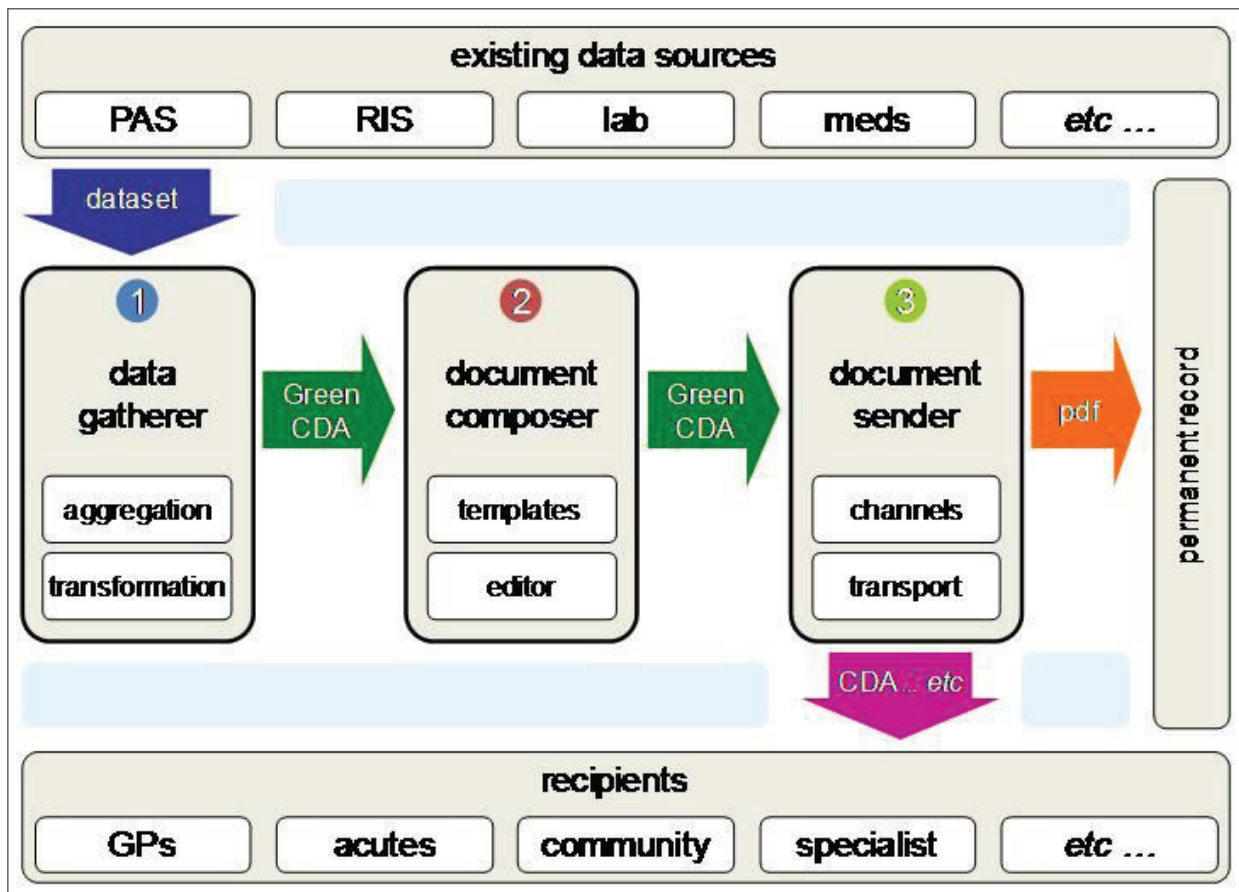 existing data sources
PAS
RIS
lab
meds
etc ...
dataset
1
data
gatherer
aggregation
transformation
Green
CDA
2
document
composer
templates
editor
Green
CDA
3
document
sender
channels
transport
pdf
permanent record
CDA ... etc
recipients
GPs
acutes
community
specialist
etc ...